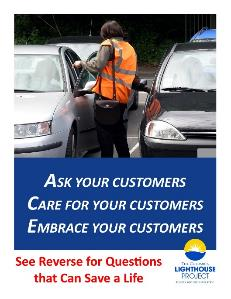 ASK YOUR CUSTOMERS
CARE FOR YOUR CUSTOMERS
EMBRACE YOUR CUSTOMERS
See Reverse for Questions
that Can Save a Life
LIGHTHOUSE
PROJECT